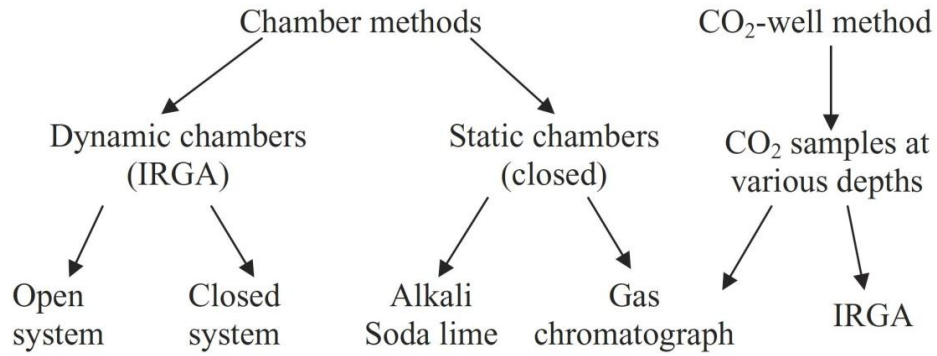 Chamber methods
CO₂-well method
Dynamic chambers
(IRGA)
Static chambers
(closed)
CO₂ samples at
various depths
Open
system
Closed
system
Alkali
Soda lime
Gas
chromatograph
IRGA